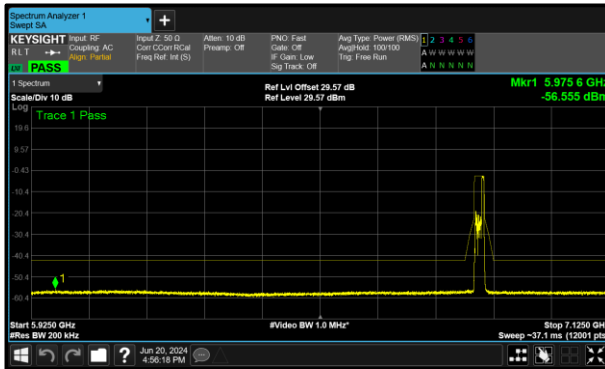 Spectrum Analyzer 1
Swept SA
+
KEYSIGHT
RLT
LXI PASS
Input: RF
Coupling: AC
Align: Partial
Input Z: 50 Ω
Corr CCorr RCal
Freq Ref: Int (S)
Atten: 10 dB
Preamp: Off
PNO: Fast
Gate: Off
IF Gain: Low
Sig Track: Off
Avg Type: Power (RMS)
Avg|Hold: 100/100
Trig: Free Run
1 2 3 4 5 6
A W W W W W
A N N N N N
1 Spectrum
Scale/Div 10 dB
Ref Lvl Offset 29.57 dB
Ref Level 29.57 dBm
Mkr1 5.975 6 GHz
-56.555 dBm
Log
Trace 1 Pass
19.6
9.57
-0.43
-10.4
-20.4
-30.4
-40.4
-50.4
-60.4
1
Start 5.9250 GHz
#Res BW 200 kHz
#Video BW 1.0 MHz*
Stop 7.1250 GHz
Sweep ~37.1 ms (12001 pts)
?
Jun 20, 2024
4:56:18 PM